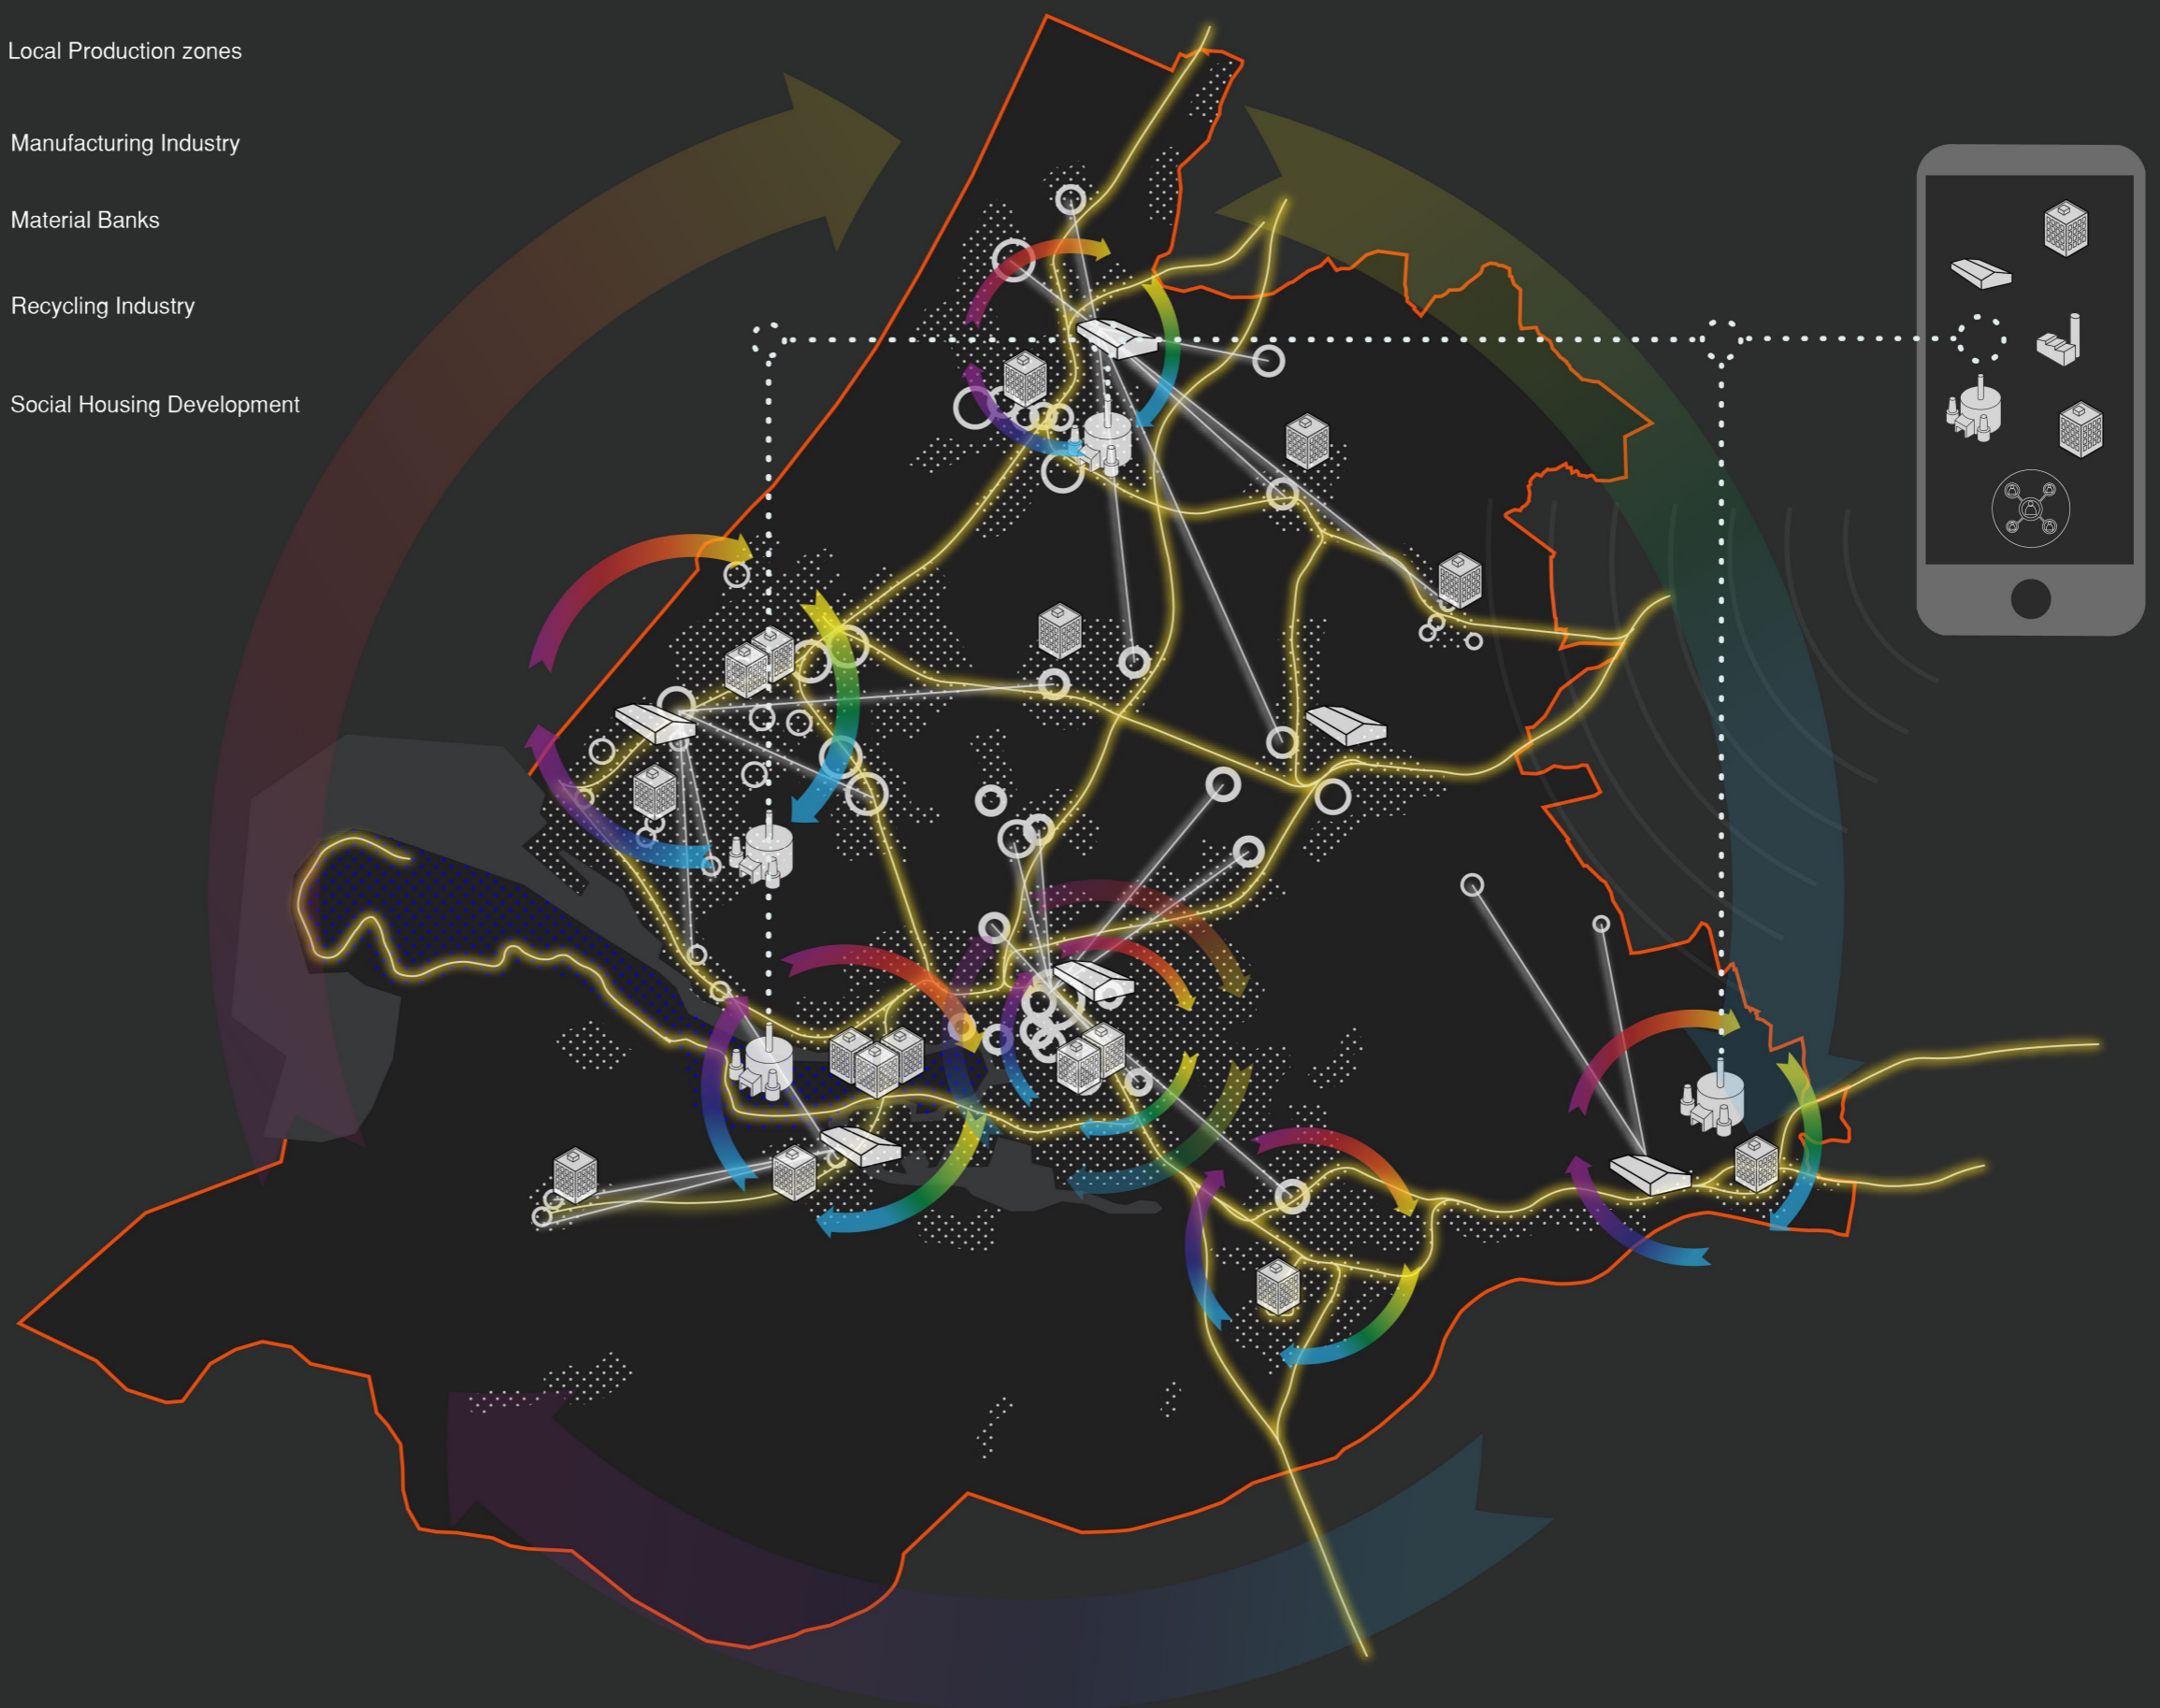 Local Production zones
Manufacturing Industry
Material Banks
Recycling Industry
Social Housing Development